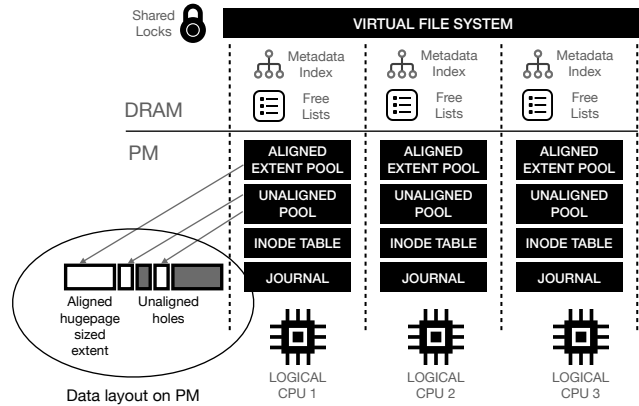 Shared
Locks
VIRTUAL FILE SYSTEM
Metadata
Index
Metadata
Index
Metadata
Index
Free
Lists
Free
Lists
Free
Lists
DRAM
PM
ALIGNED
EXTENT POOL
ALIGNED
EXTENT POOL
ALIGNED
EXTENT POOL
UNALIGNED
POOL
UNALIGNED
POOL
UNALIGNED
POOL
INODE TABLE
INODE TABLE
INODE TABLE
JOURNAL
JOURNAL
JOURNAL
Aligned
hugepage
sized
extent
Unaligned
holes
Data layout on PM
LOGICAL
CPU 1
LOGICAL
CPU 2
LOGICAL
CPU 3